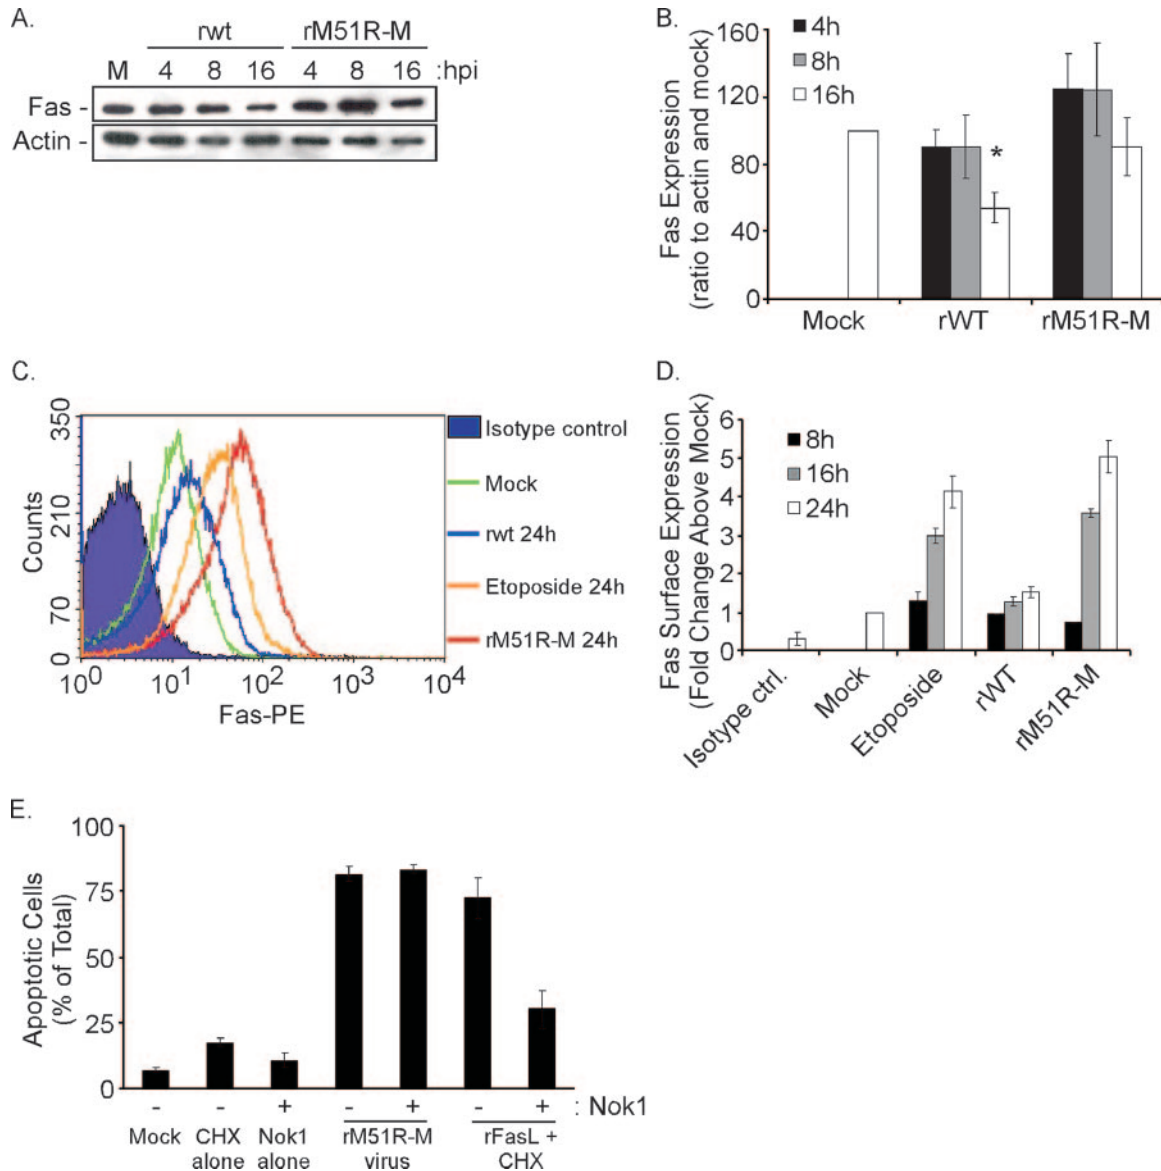 A.
rwt rM51R-M
M 4 8 16 4 8 16 :hpi
Fas -
Actin -
B.
Fas Expression
(ratio to actin and mock)
160
120
80
40
0
4h
8h
16h
*
Mock rWT rM51R-M
C.
Counts
350
210
70
0
10^0 10^1 10^2 10^3 10^4
Fas-PE
Isotype control
Mock
rwt 24h
Etoposide 24h
rM51R-M 24h
D.
Fas Surface Expression
(Fold Change Above Mock)
6
5
4
3
2
1
0
8h
16h
24h
Isotype ctrl.
Mock
Etoposide
rWT
rM51R-M
E.
Apoptotic Cells
(% of Total)
100
75
50
25
0
- - + - + - + : Nok1
Mock CHX alone Nok1 alone rM51R-M virus rFasL + CHX